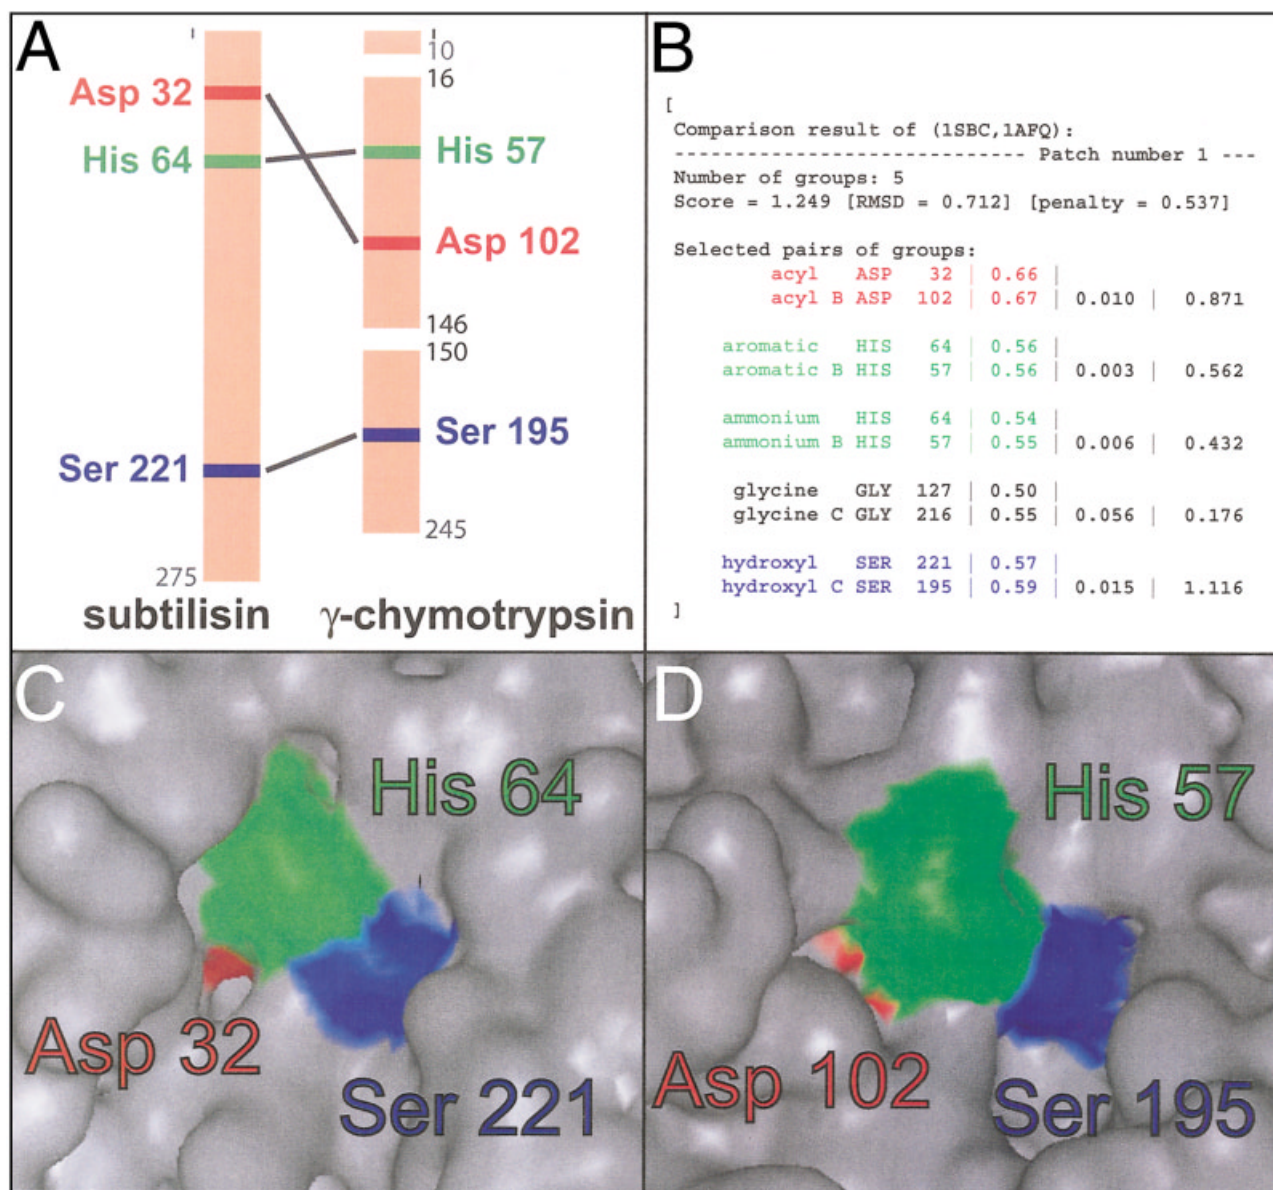 A
1
1
10
16
Asp 32
His 64
His 57
Asp 102
146
150
Ser 195
Ser 221
245
275
subtilisin
γ-chymotrypsin
B
[
Comparison result of (1SBC,1AFQ):
---------------------------- Patch number 1 ---
Number of groups: 5
Score = 1.249 [RMSD = 0.712] [penalty = 0.537]
Selected pairs of groups:
acyl ASP 32 | 0.66 |
acyl B ASP 102 | 0.67 | 0.010 | 0.871
aromatic HIS 64 | 0.56 |
aromatic B HIS 57 | 0.56 | 0.003 | 0.562
ammonium HIS 64 | 0.54 |
ammonium B HIS 57 | 0.55 | 0.006 | 0.432
glycine GLY 127 | 0.50 |
glycine C GLY 216 | 0.55 | 0.056 | 0.176
hydroxyl SER 221 | 0.57 |
hydroxyl C SER 195 | 0.59 | 0.015 | 1.116
]
C
His 64
Asp 32
Ser 221
D
His 57
Asp 102
Ser 195